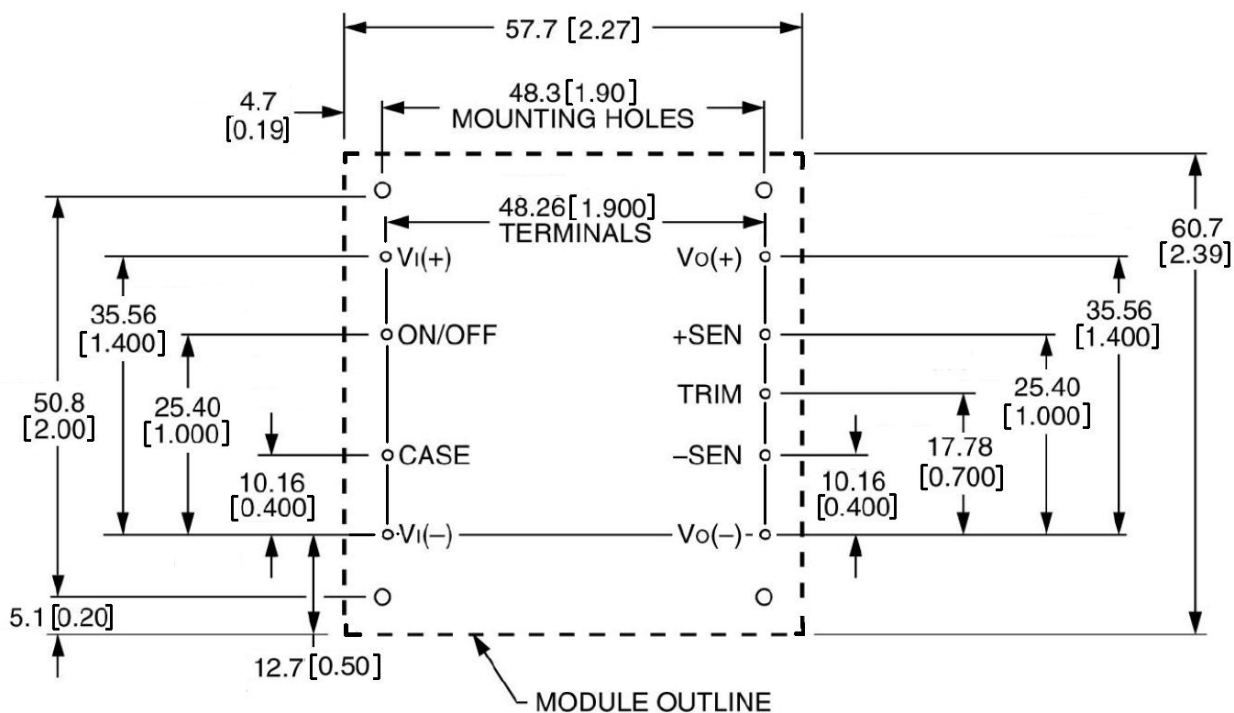 57.7 [2.27]
4.7
[0.19]
48.3 [1.90]
MOUNTING HOLES
48.26 [1.900]
TERMINALS
60.7
[2.39]
VI(+)
VO(+)
35.56
[1.400]
35.56
[1.400]
ON/OFF
+SEN
50.8
[2.00]
25.40
[1.000]
TRIM
25.40
[1.000]
CASE
–SEN
17.78
[0.700]
10.16
[0.400]
10.16
[0.400]
VI(–)
VO(–)
5.1 [0.20]
12.7 [0.50]
MODULE OUTLINE